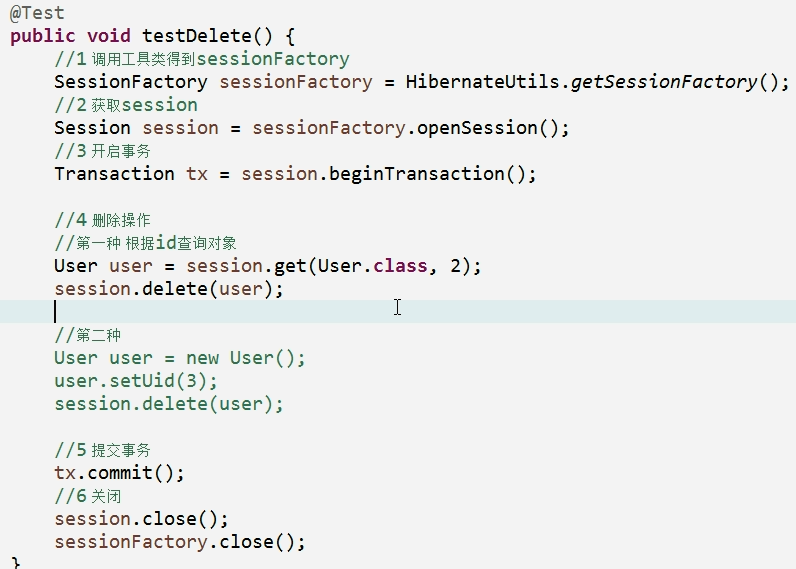 @Test
public void testDelete() {
//1 调用工具类得到sessionFactory
SessionFactory sessionFactory = HibernateUtils.getSessionFactory();
//2 获取session
Session session = sessionFactory.openSession();
//3 开启事务
Transaction tx = session.beginTransaction();
//4 删除操作
//第一种 根据id查询对象
User user = session.get(User.class, 2);
session.delete(user);
//第二种
User user = new User();
user.setUid(3);
session.delete(user);
//5 提交事务
tx.commit();
//6 关闭
session.close();
sessionFactory.close();
}